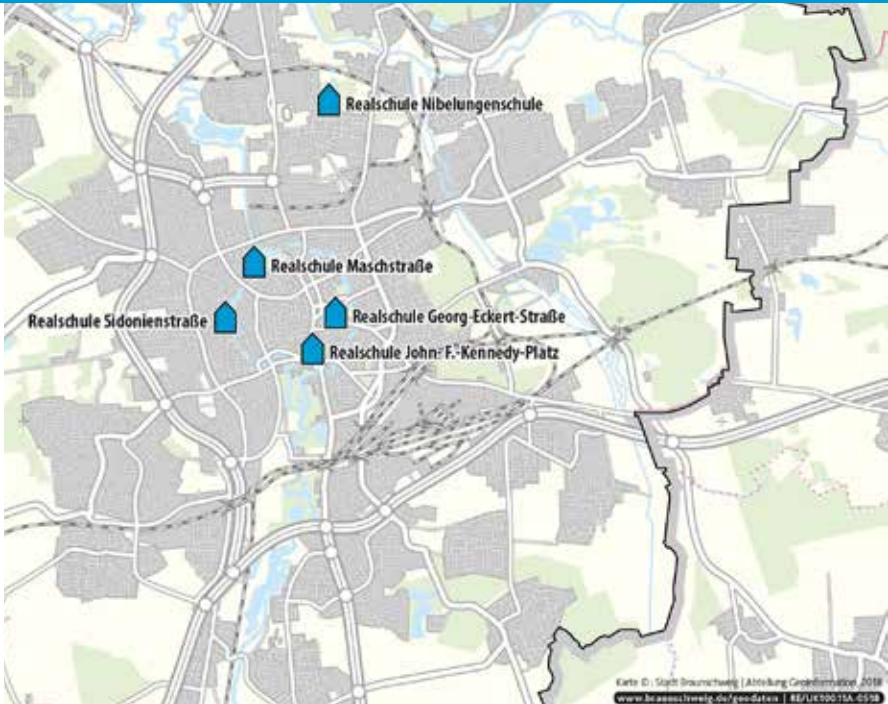 Realschule Nibelungenschule
Realschule Maschstraße
Realschule Sidonienstraße
Realschule Georg-Eckert-Straße
Realschule John-F.-Kennedy-Platz
Karte ©: Stadt Braunschweig | Abteilung Geoinformation, 2018
www.braunschweig.de/geodaten |